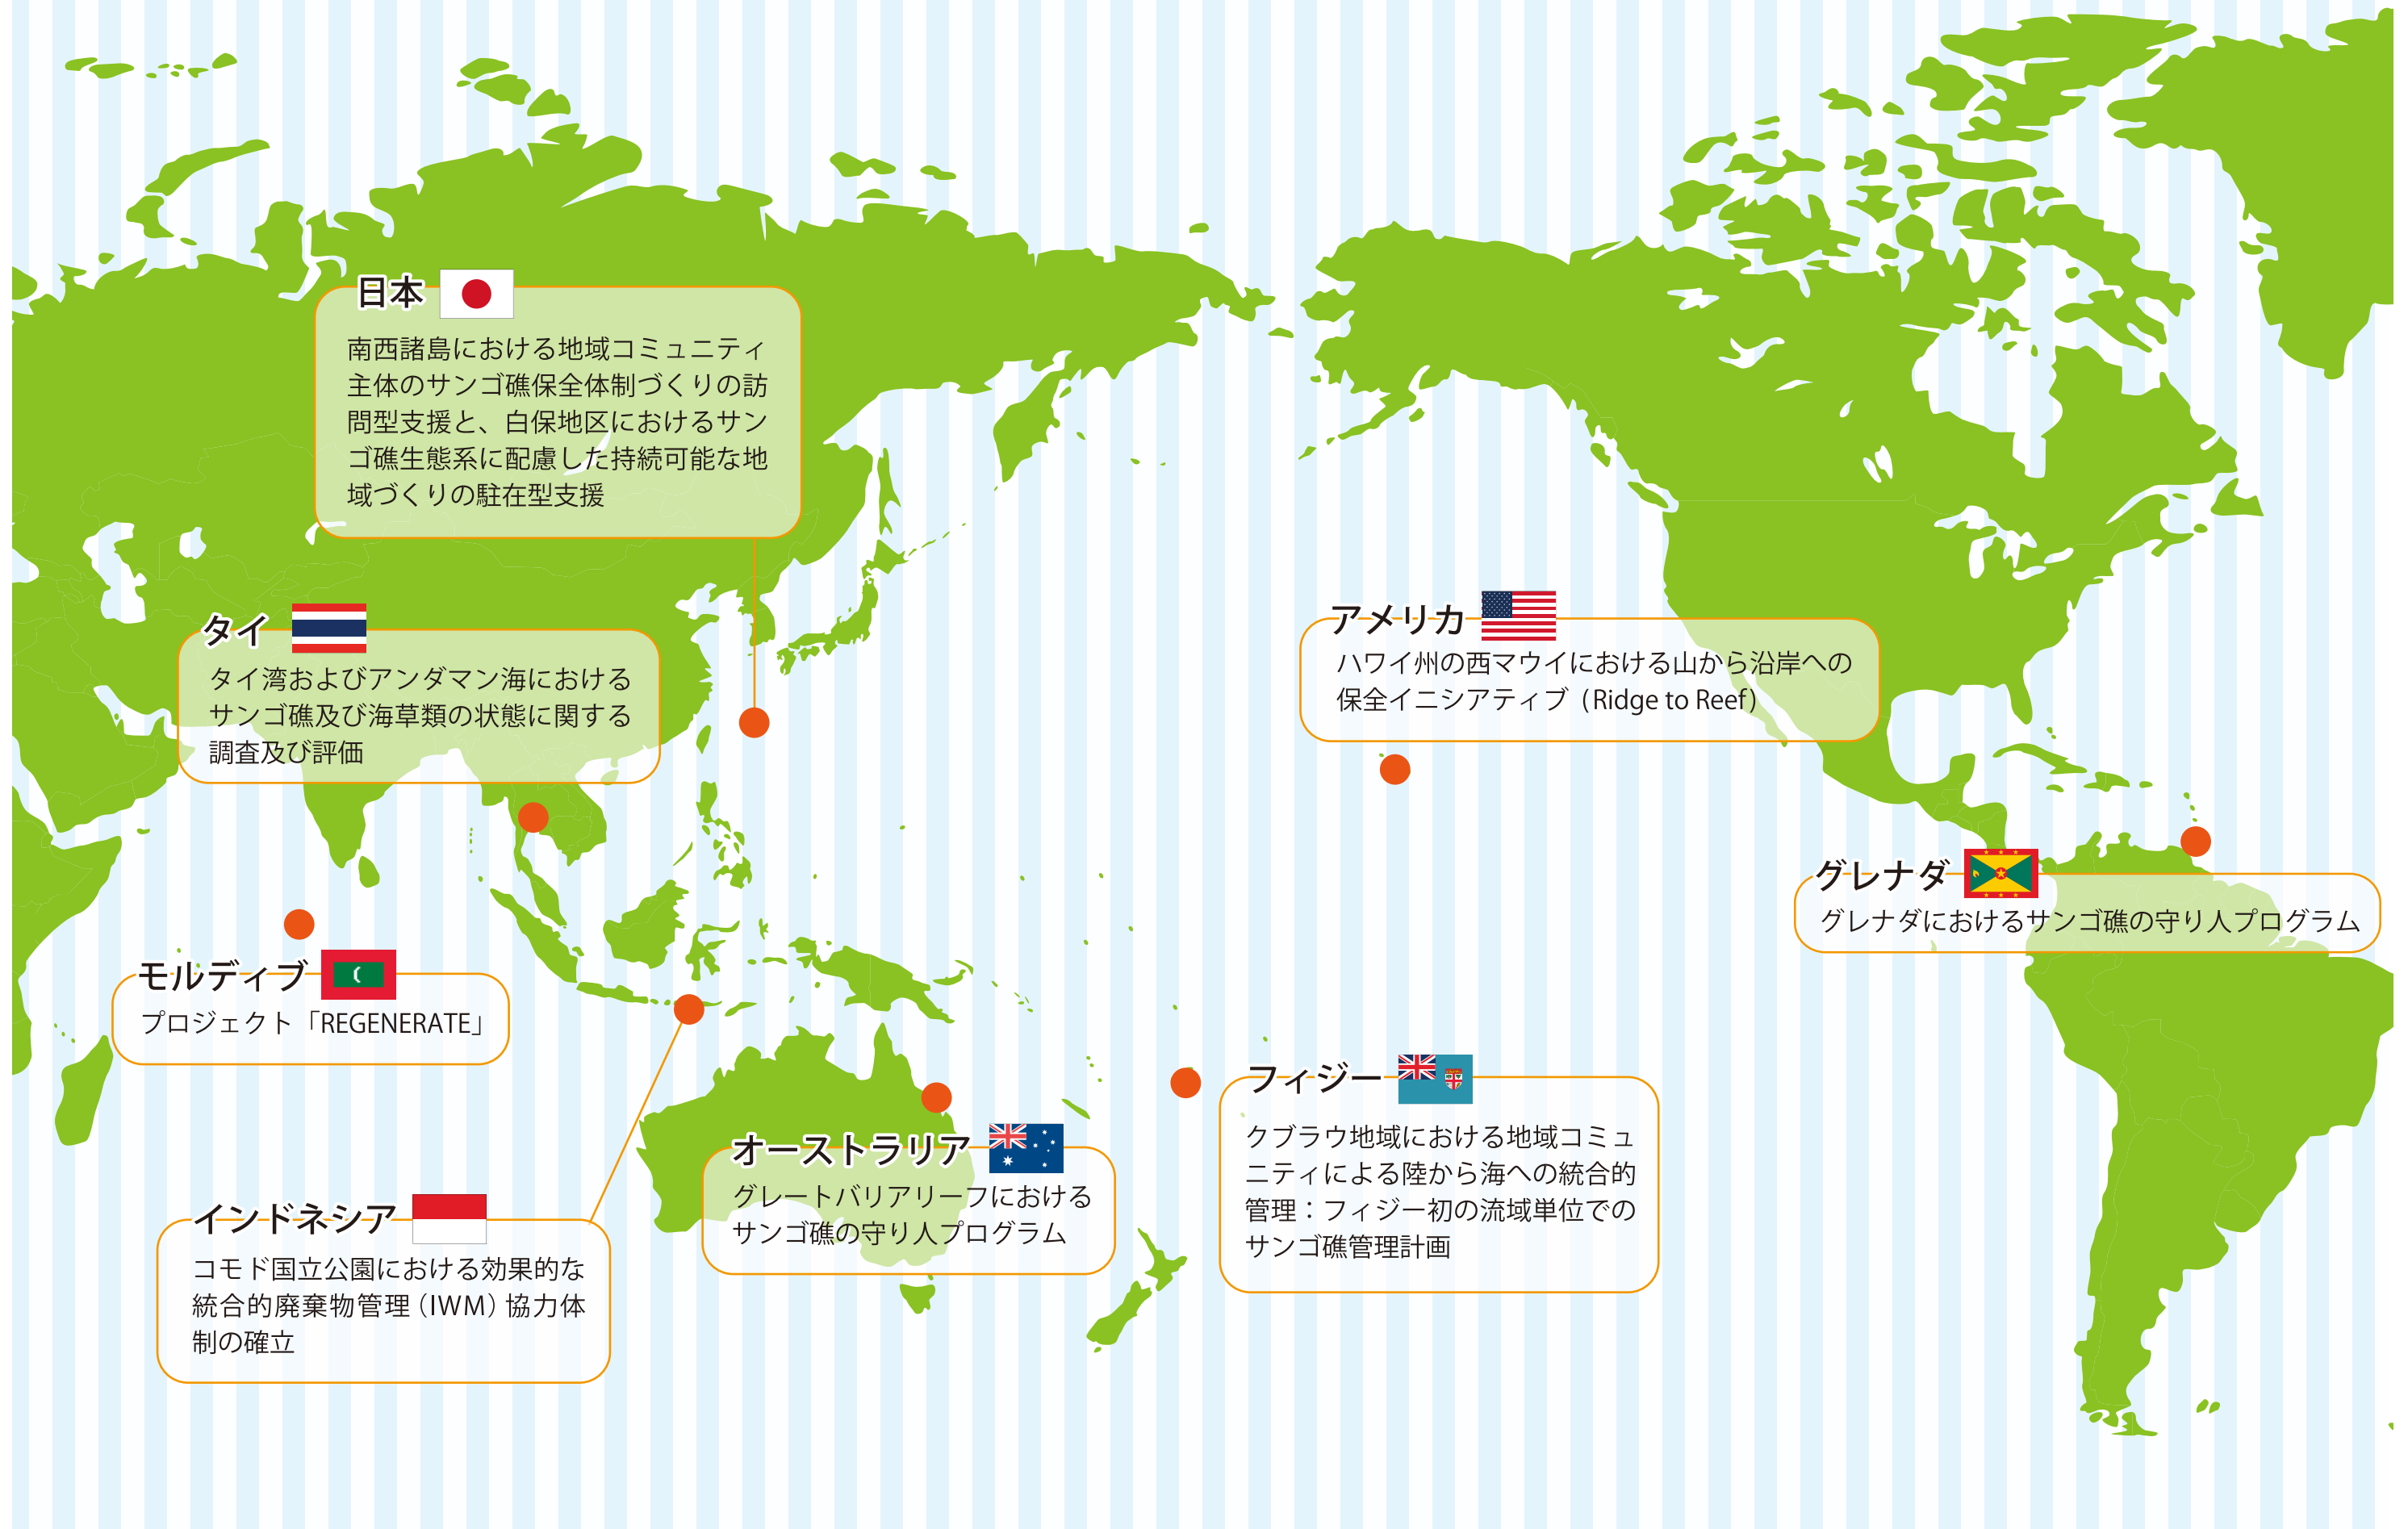 日本
南西諸島における地域コミュニティ
主体のサンゴ礁保全体制づくりの訪
問型支援と、白保地区におけるサン
ゴ礁生態系に配慮した持続可能な地
域づくりの駐在型支援
タイ
タイ湾およびアンダマン海における
サンゴ礁及び海草類の状態に関する
調査及び評価
アメリカ
ハワイ州の西マウイにおける山から沿岸への
保全イニシアティブ（Ridge to Reef）
グレナダ
グレナダにおけるサンゴ礁の守り人プログラム
モルディブ
プロジェクト「REGENERATE」
フィジー
クブラウ地域における地域コミュ
ニティによる陸から海への統合的
管理：フィジー初の流域単位での
サンゴ礁管理計画
オーストラリア
グレートバリアリーフにおける
サンゴ礁の守り人プログラム
インドネシア
コモド国立公園における効果的な
統合的廃棄物管理（IWM）協力体
制の確立